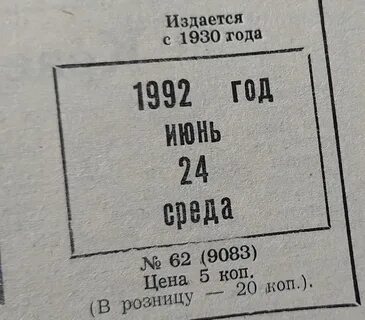 Издается
с 1930 года
1992 год
июнь
24
среда
№ 62 (9083)
Цена 5 коп.
(В розницу — 20 коп.).